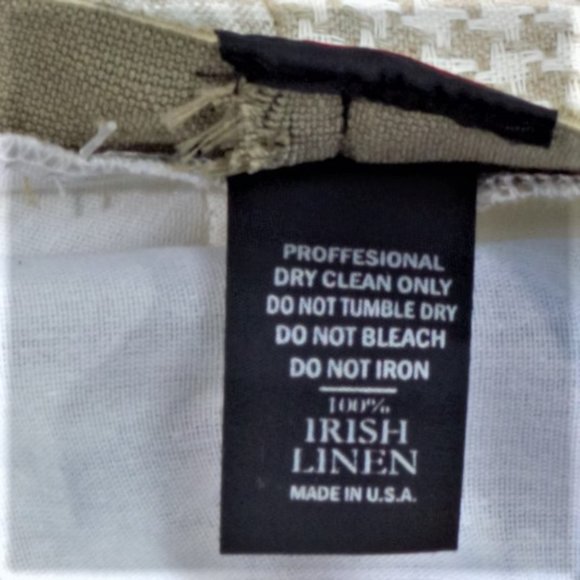 PROFFESIONAL
DRY CLEAN ONLY
DO NOT TUMBLE DRY
DO NOT BLEACH
DO NOT IRON
100%
IRISH
LINEN
MADE IN U.S.A.